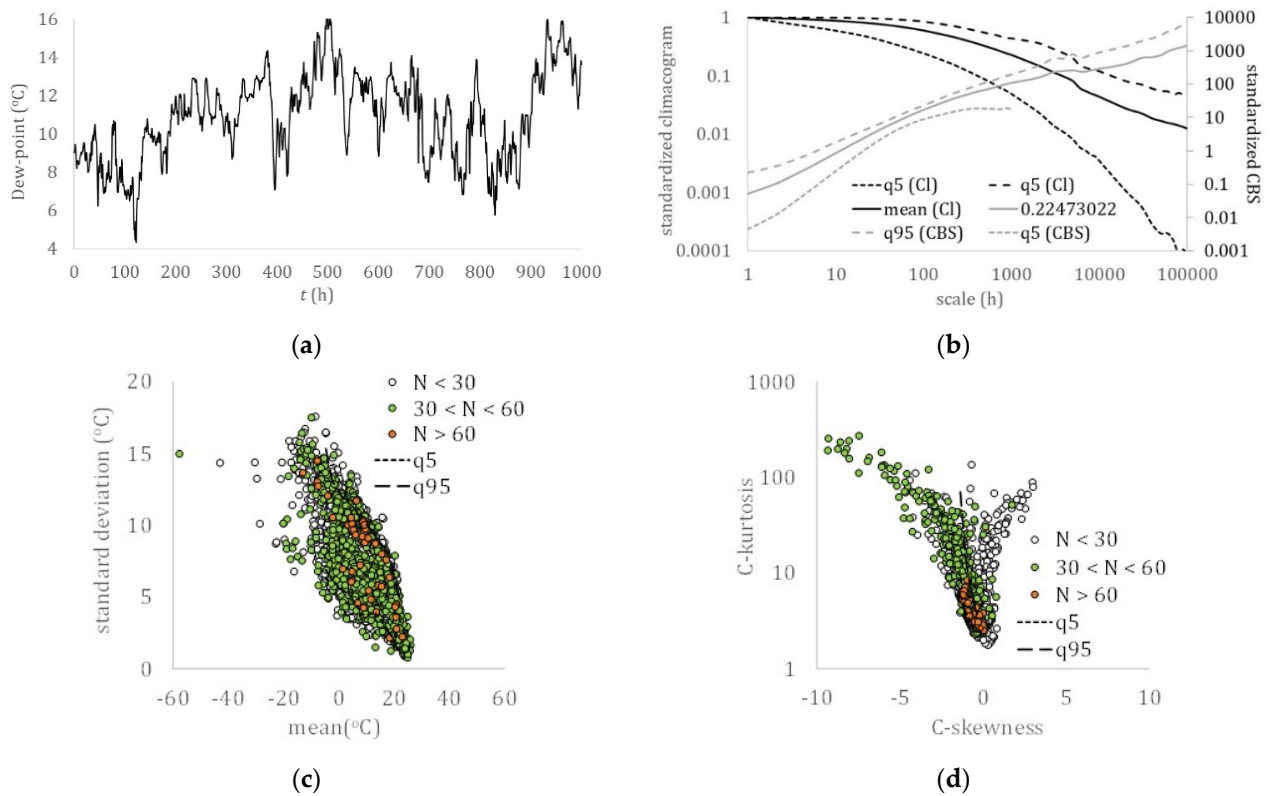 16
14
12
10
8
6
4
Dew-point (°C)
0 100 200 300 400 500 600 700 800 900 1000
t (h)
(a)
1
0.1
0.01
0.001
0.0001
standardized climacogram
10000
1000
100
10
1
0.1
0.01
0.001
standardized CBS
q5 (Cl) q5 (Cl)
mean (Cl) 0.22473022
q95 (CBS) q5 (CBS)
1 10 100 1000 10000 100000
scale (h)
(b)
20
15
10
5
0
standard deviation (°C)
N < 30
30 < N < 60
N > 60
q5
q95
-60 -40 -20 0 20 40 60
mean(°C)
(c)
1000
100
10
1
C-kurtosis
N < 30
30 < N < 60
N > 60
q5
q95
-10 -5 0 5 10
C-skewness
(d)